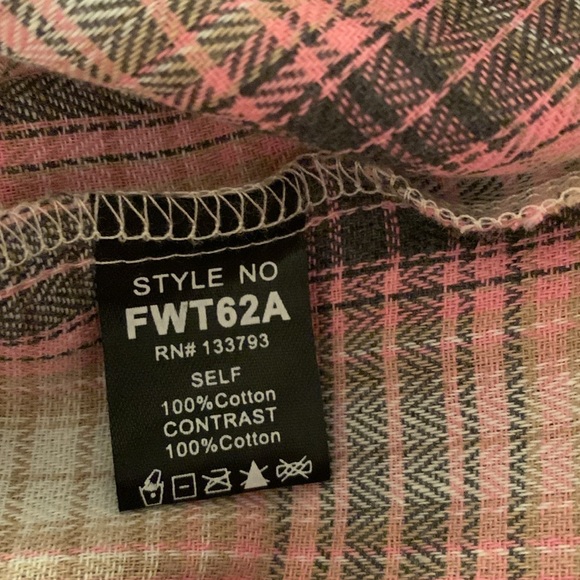 STYLE NO
FWT62A
RN# 133793
SELF
100%Cotton
CONTRAST
100%Cotton